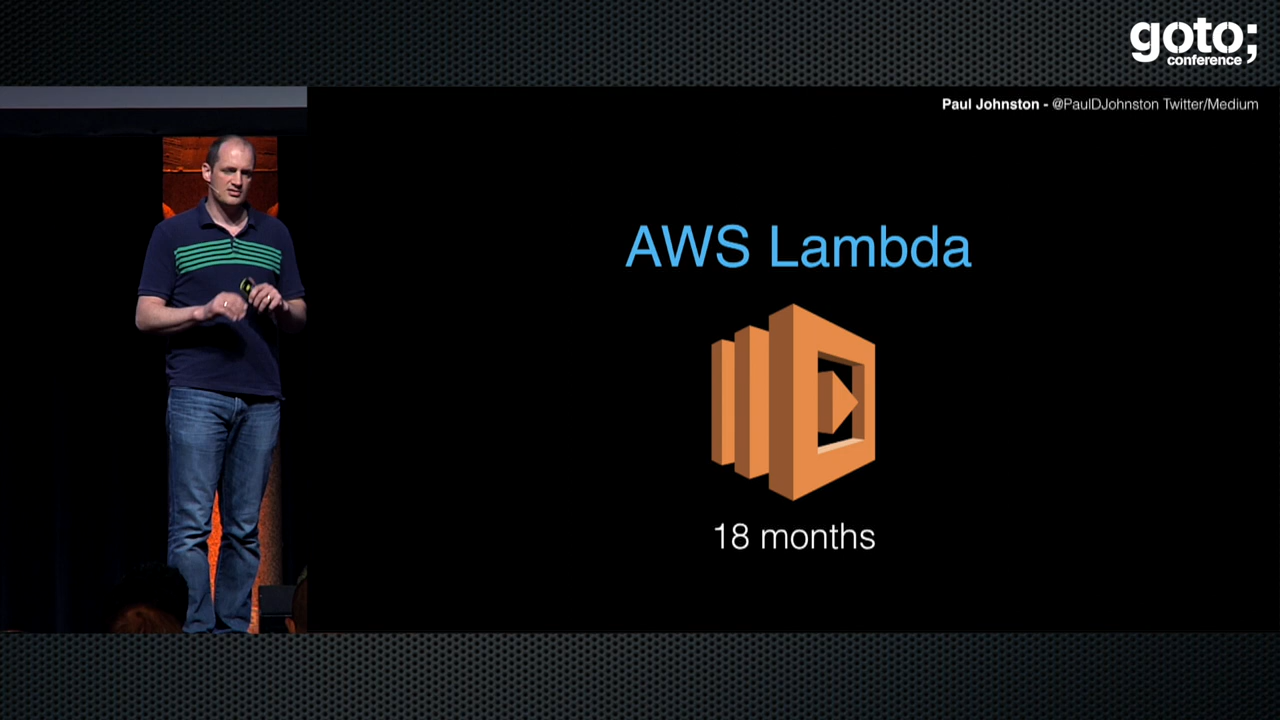 goto;
conference
Paul Johnston - @PaulDJohnston Twitter/Medium
AWS Lambda
18 months